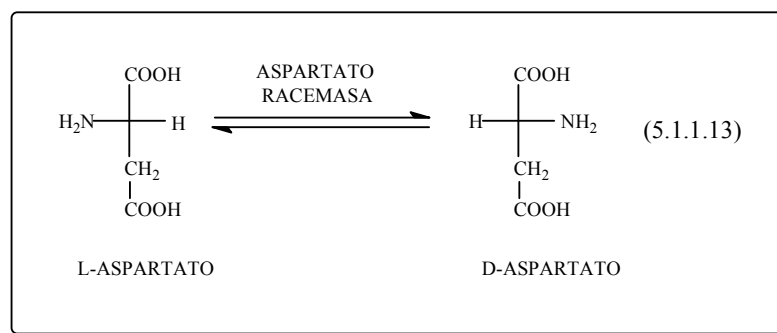 ASPARTATO
RACEMASA
COOH
H₂N
H
CH₂
COOH
L-ASPARTATO
COOH
H
NH₂
CH₂
COOH
D-ASPARTATO
(5.1.1.13)